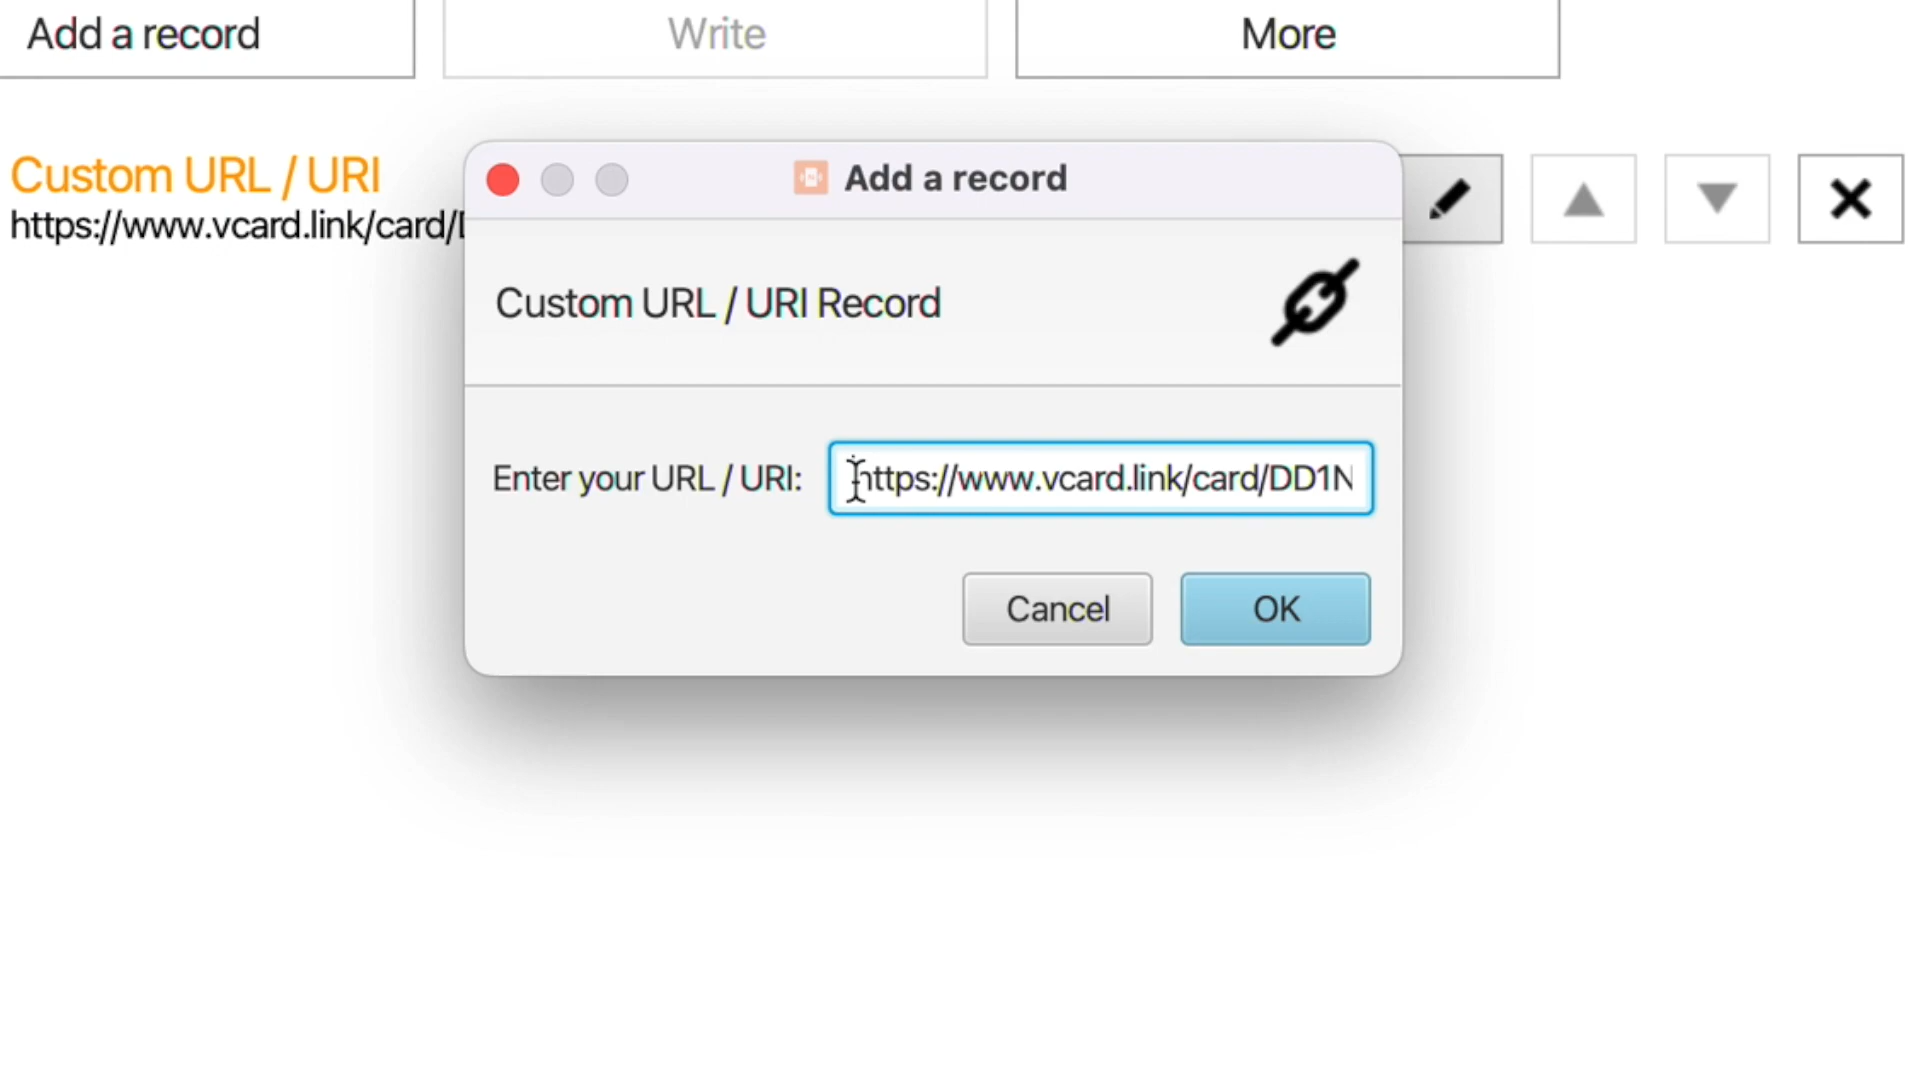 Add a record
Write
More
Custom URL / URI
https://www.vcard.link/card/
Add a record
Custom URL / URI Record
Enter your URL / URI:
https://www.vcard.link/card/DD1N
Cancel
OK